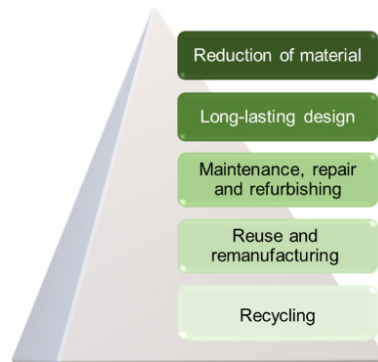 Reduction of material
Long-lasting design
Maintenance, repair
and refurbishing
Reuse and
remanufacturing
Recycling